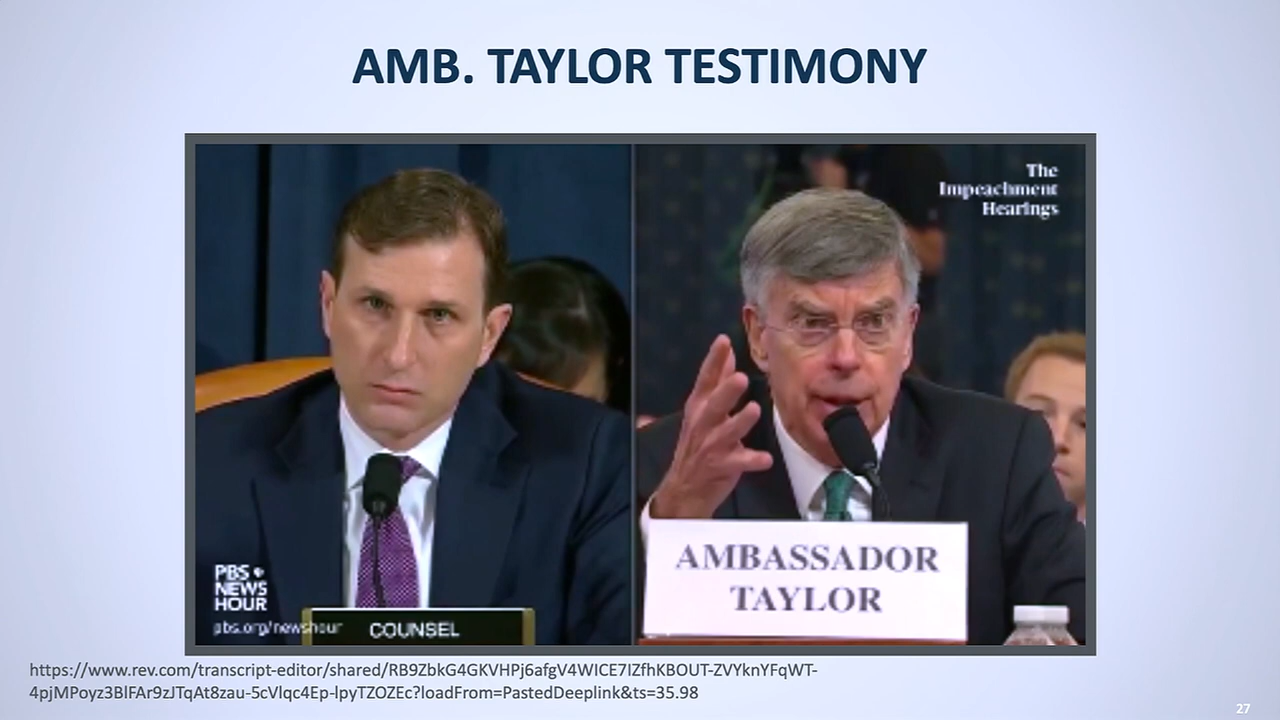 AMB. TAYLOR TESTIMONY
The
Impeachment
Hearings
AMBASSADOR
TAYLOR
PBS
NEWS
HOUR
pbs.org/newshour
COUNSEL
https://www.rev.com/transcript-editor/shared/RB9ZbkG4GKVHPj6afgV4WICE7IZfhKBOUT-ZVYknYFqWT-
4pjMPoyz3BlFAr9zJTqAt8zau-5cVlqc4Ep-lpyTZOZEc?loadFrom=PastedDeeplink&ts=35.98
27